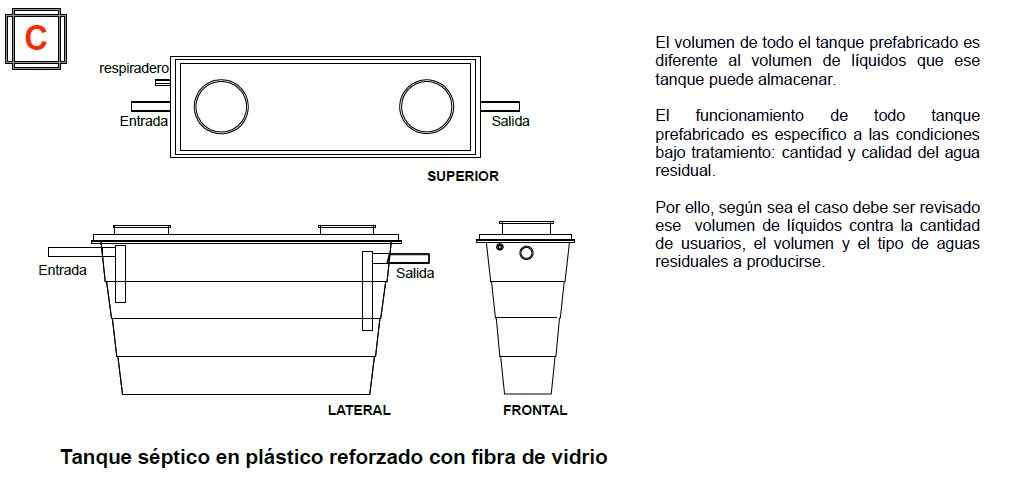 C
respiradero
Entrada
Salida
SUPERIOR
Entrada
Salida
LATERAL
FRONTAL
El volumen de todo el tanque prefabricado es
diferente al volumen de líquidos que ese
tanque puede almacenar.
El funcionamiento de todo tanque
prefabricado es específico a las condiciones
bajo tratamiento: cantidad y calidad del agua
residual.
Por ello, según sea el caso debe ser revisado
ese volumen de líquidos contra la cantidad
de usuarios, el volumen y el tipo de aguas
residuales a producirse.
Tanque séptico en plástico reforzado con fibra de vidrio